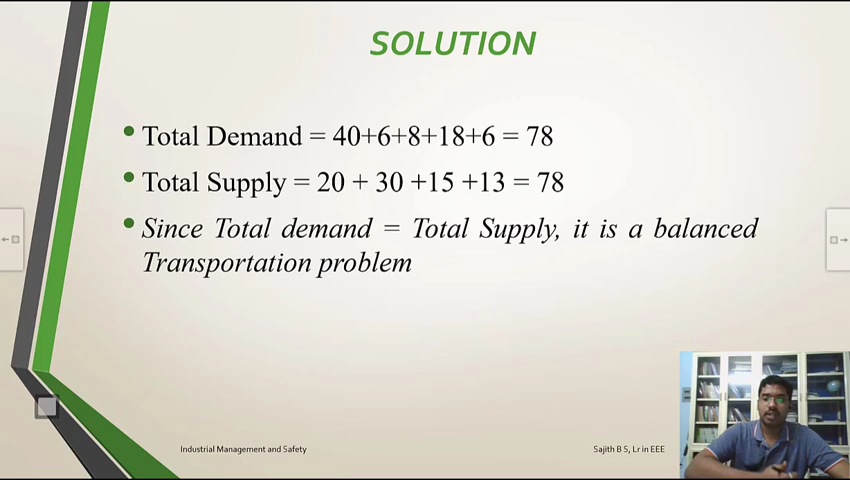 SOLUTION
Total Demand = 40+6+8+18+6 = 78
Total Supply = 20 + 30 +15 +13 = 78
Since Total demand = Total Supply, it is a balanced
Transportation problem
Industrial Management and Safety
Sajith B S, Lr in EEE